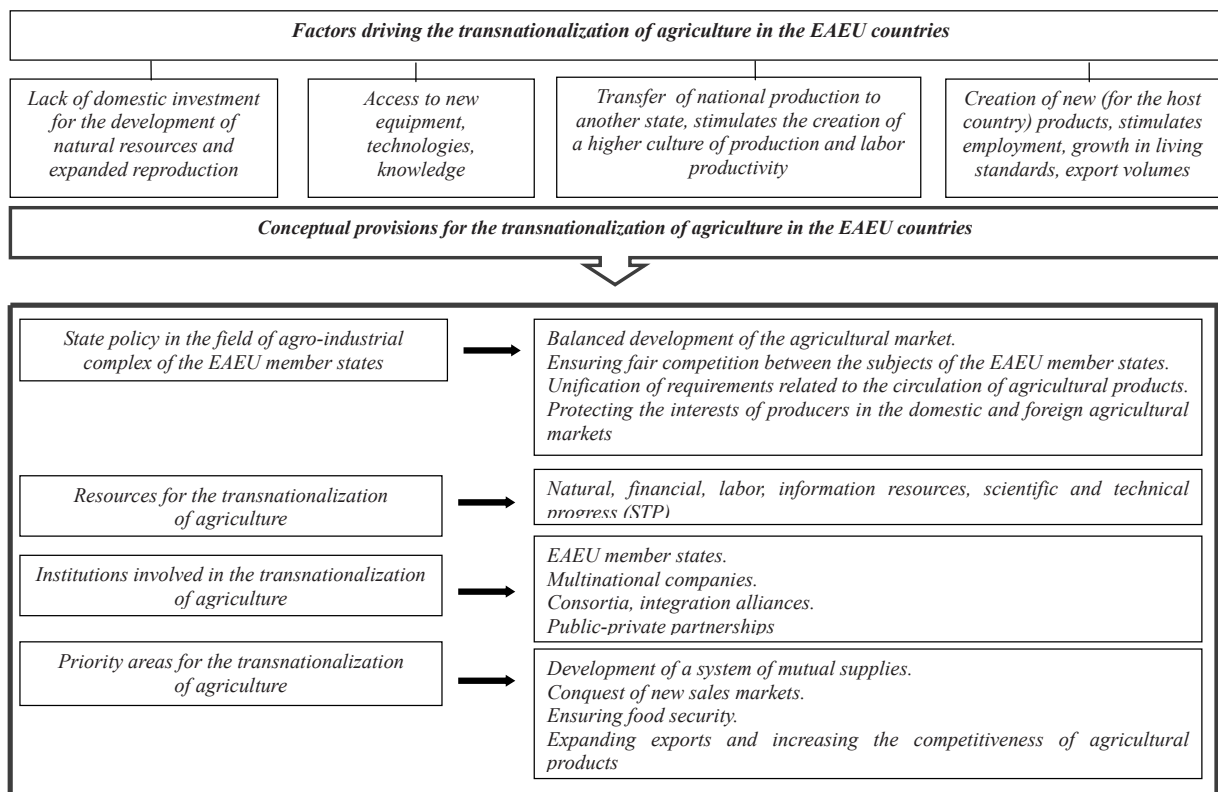 Factors driving the transnationalization of agriculture in the EAEU countries
Lack of domestic investment
for the development of
natural resources and
expanded reproduction
Access to new
equipment,
technologies,
knowledge
Transfer of national production to
another state, stimulates the creation of
a higher culture of production and labor
productivity
Creation of new (for the host
country) products, stimulates
employment, growth in living
standards, export volumes
Conceptual provisions for the transnationalization of agriculture in the EAEU countries
State policy in the field of agro-industrial
complex of the EAEU member states
Balanced development of the agricultural market.
Ensuring fair competition between the subjects of the EAEU member states.
Unification of requirements related to the circulation of agricultural products.
Protecting the interests of producers in the domestic and foreign agricultural
markets
Resources for the transnationalization
of agriculture
Natural, financial, labor, information resources, scientific and technical
progress (STP)
Institutions involved in the transnationalization
of agriculture
EAEU member states.
Multinational companies.
Consortia, integration alliances.
Public-private partnerships
Priority areas for the transnationalization
of agriculture
Development of a system of mutual supplies.
Conquest of new sales markets.
Ensuring food security.
Expanding exports and increasing the competitiveness of agricultural
products